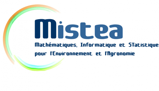 Mistea
Mathématiques, Informatique et STatistique
pour l'Environnement et l'Agronomie